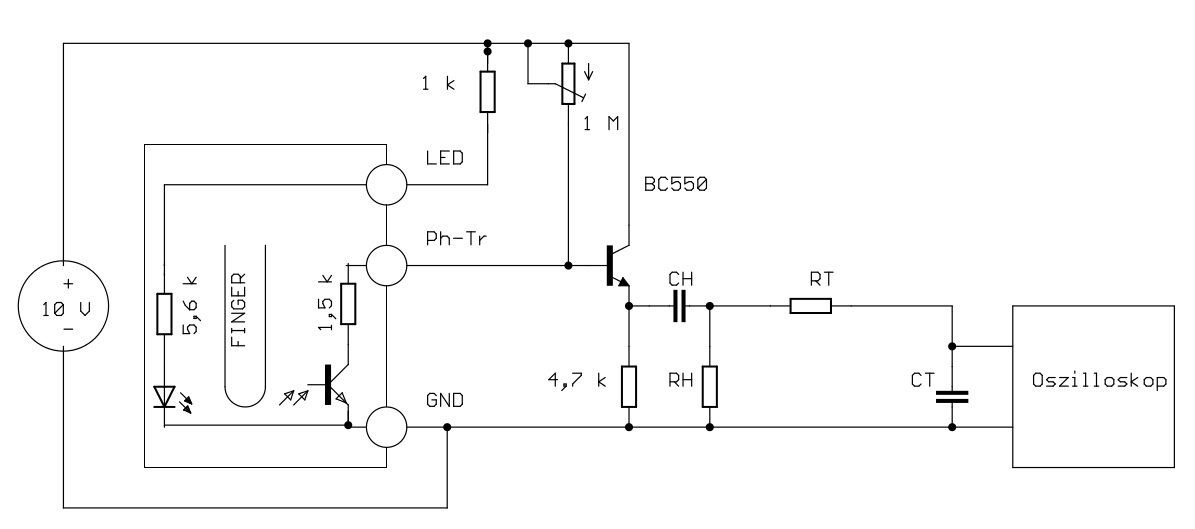 1 k
1 M
LED
BC550
Ph-Tr
CH
RT
+
10 V
−
5,6 k
FINGER
1,5 k
4,7 k
RH
CT
Oszilloskop
GND